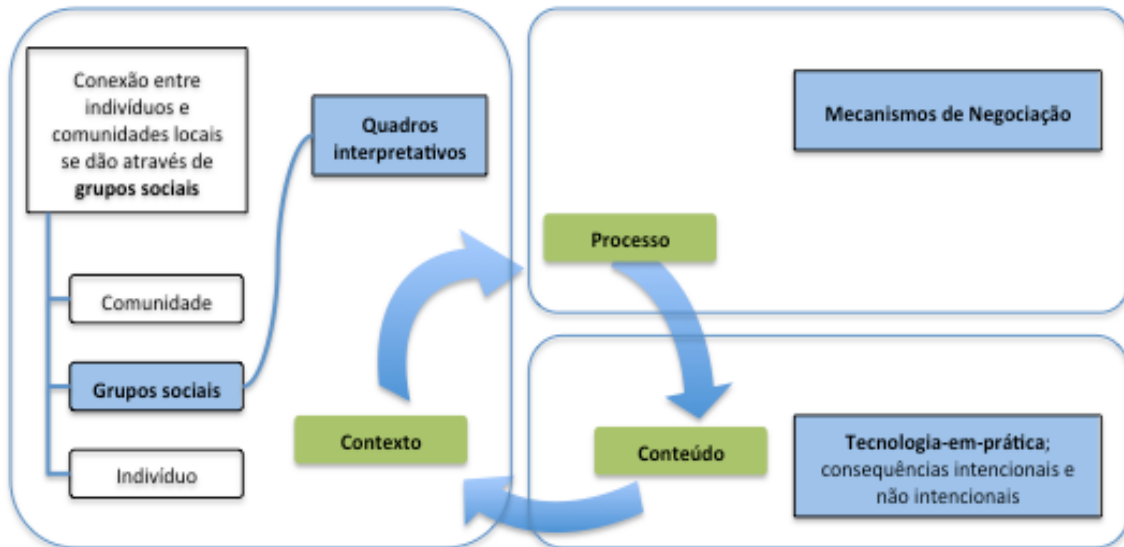 Conexão entre
indivíduos e
comunidades locais
se dão através de
grupos sociais
Quadros
interpretativos
Comunidade
Grupos sociais
Indivíduo
Contexto
Mecanismos de Negociação
Processo
Conteúdo
Tecnologia-em-prática;
consequências intencionais e
não intencionais